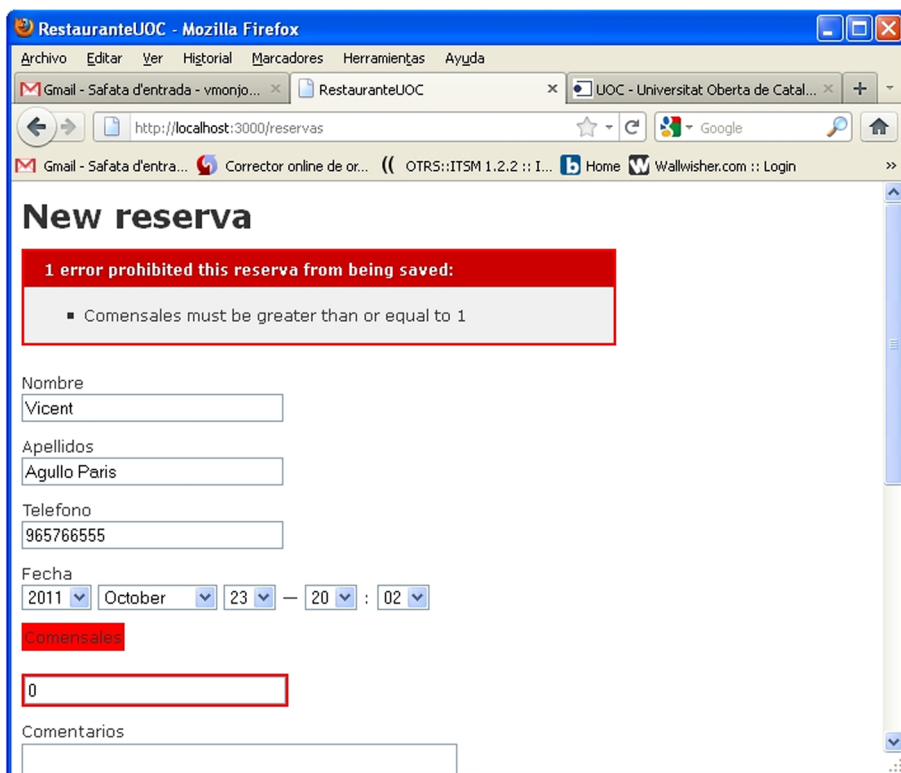 RestauranteUOC - Mozilla Firefox
Archivo Editar Ver Historial Marcadores Herramientas Ayuda
Gmail - Safata d'entrada - vmonjo... RestauranteUOC UOC - Universitat Oberta de Catal...
http://localhost:3000/reservas Google
Gmail - Safata d'entra... Corrector online de or... OTRS::ITSM 1.2.2 :: I... Home Wallwisher.com :: Login »
New reserva
1 error prohibited this reserva from being saved:
Comensales must be greater than or equal to 1
Nombre
Vicent
Apellidos
Agullo Paris
Telefono
965766555
Fecha
2011 October 23 — 20 : 02
Comensales
0
Comentarios